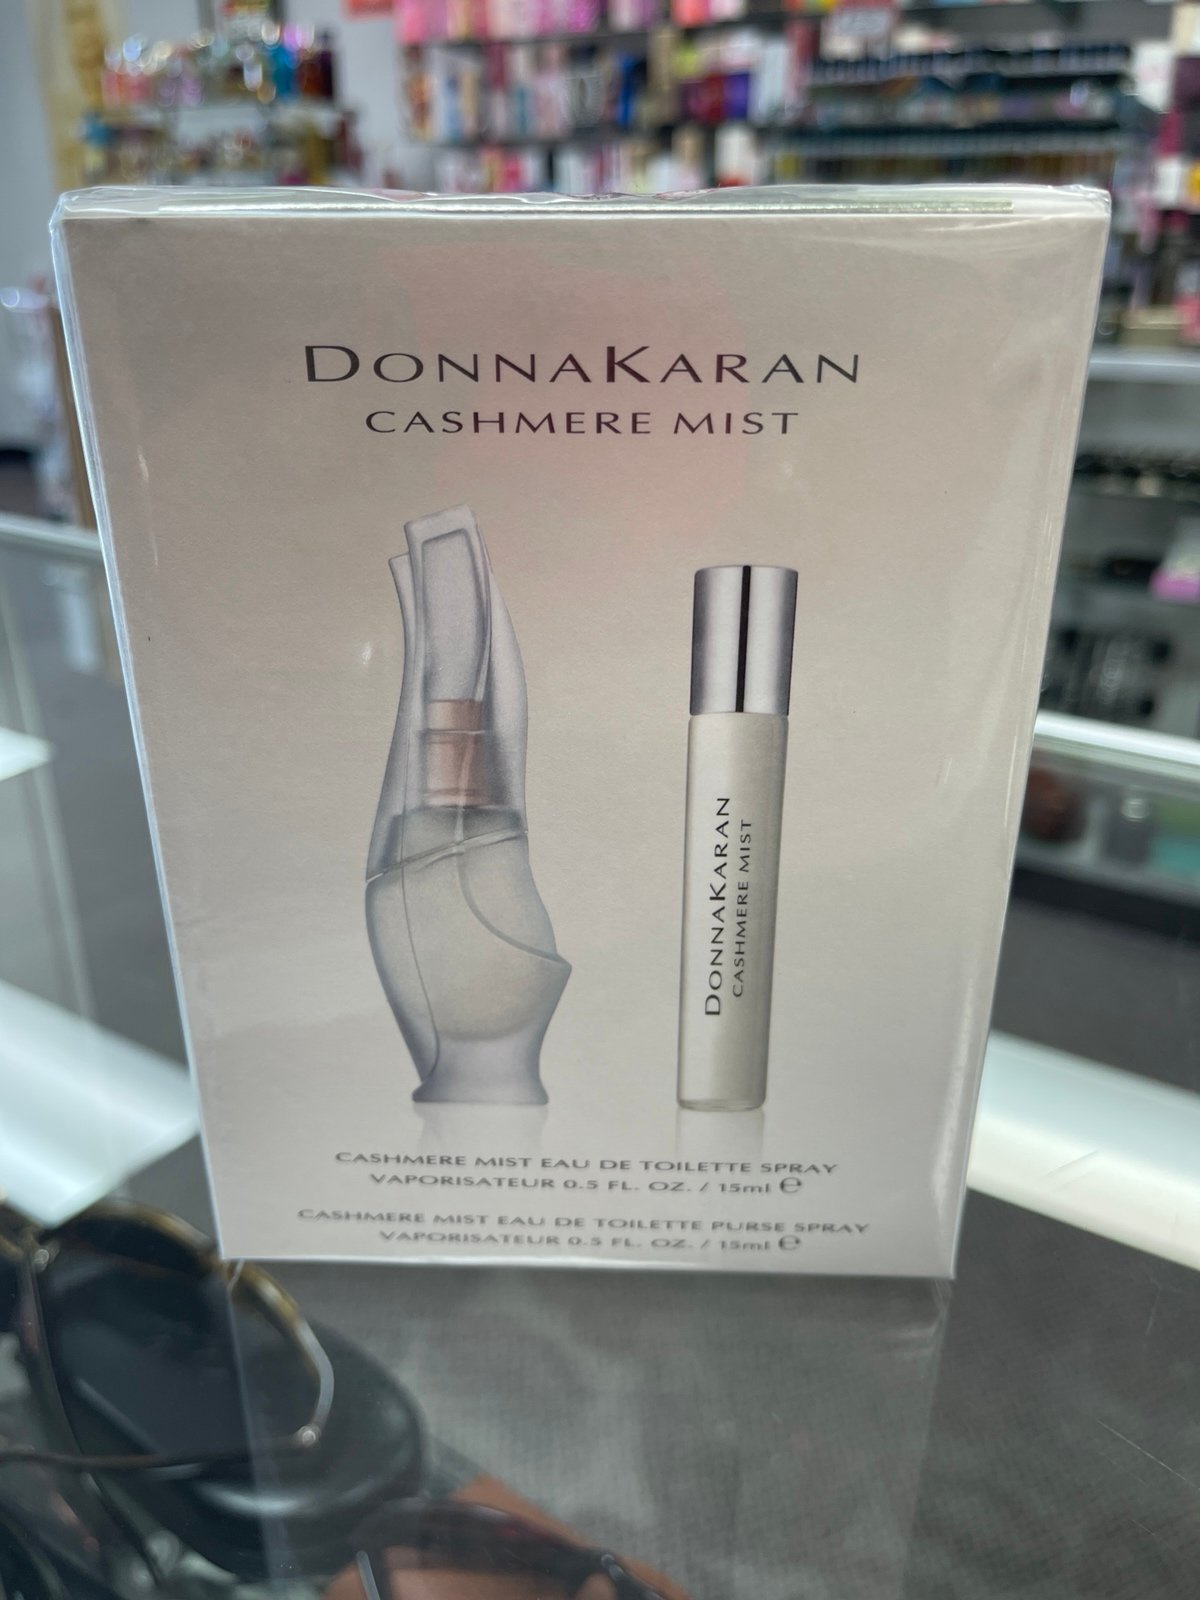 DONNAKARAN
CASHMERE MIST
DONNAKARAN
CASHMERE MIST
CASHMERE MIST EAU DE TOILETTE SPRAY
VAPORISATEUR 0.5 FL. OZ. / 15ml ℮
CASHMERE MIST EAU DE TOILETTE PURSE SPRAY
VAPORISATEUR 0.5 FL. OZ. / 15ml ℮